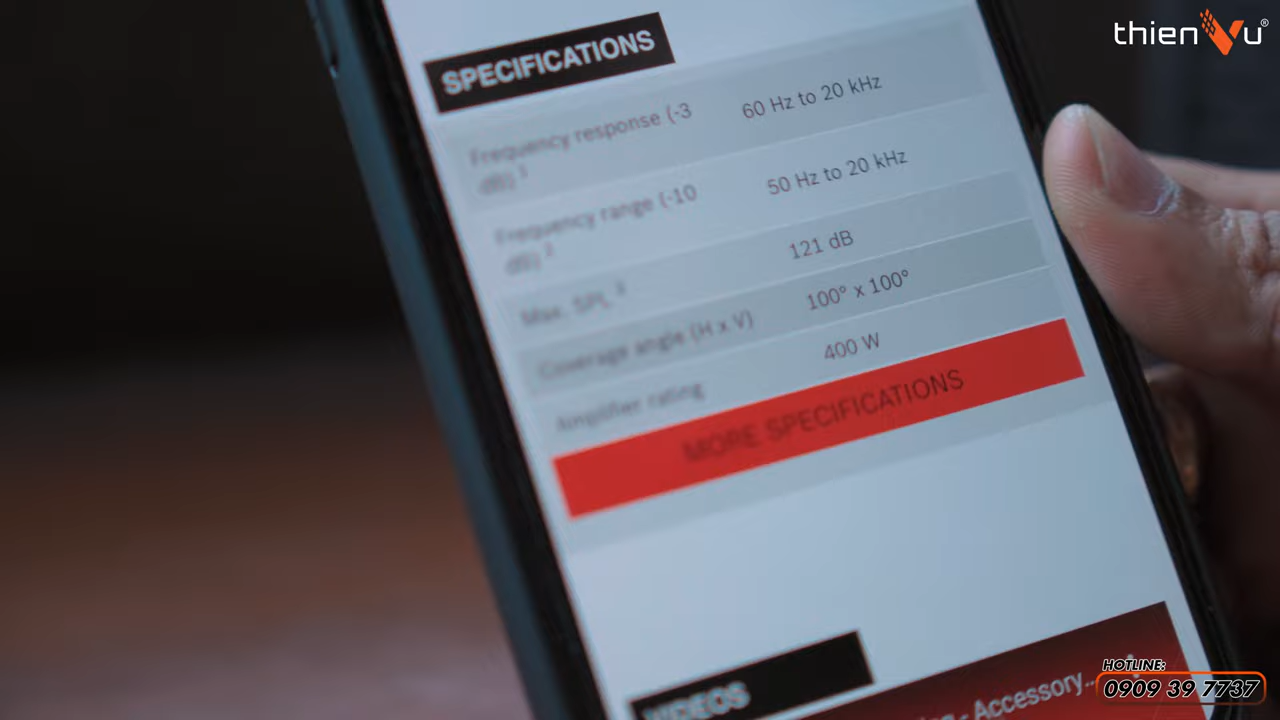 thienVu®
SPECIFICATIONS
Frequency response (-3
dB) 1
60 Hz to 20 kHz
Frequency range (-10
dB) 2
50 Hz to 20 kHz
Max. SPL 3
121 dB
Coverage angle (H x V)
100° x 100°
Amplifier rating
400 W
MORE SPECIFICATIONS
VIDEOS
- Accessory...
HOTLINE:
0909 39 7737